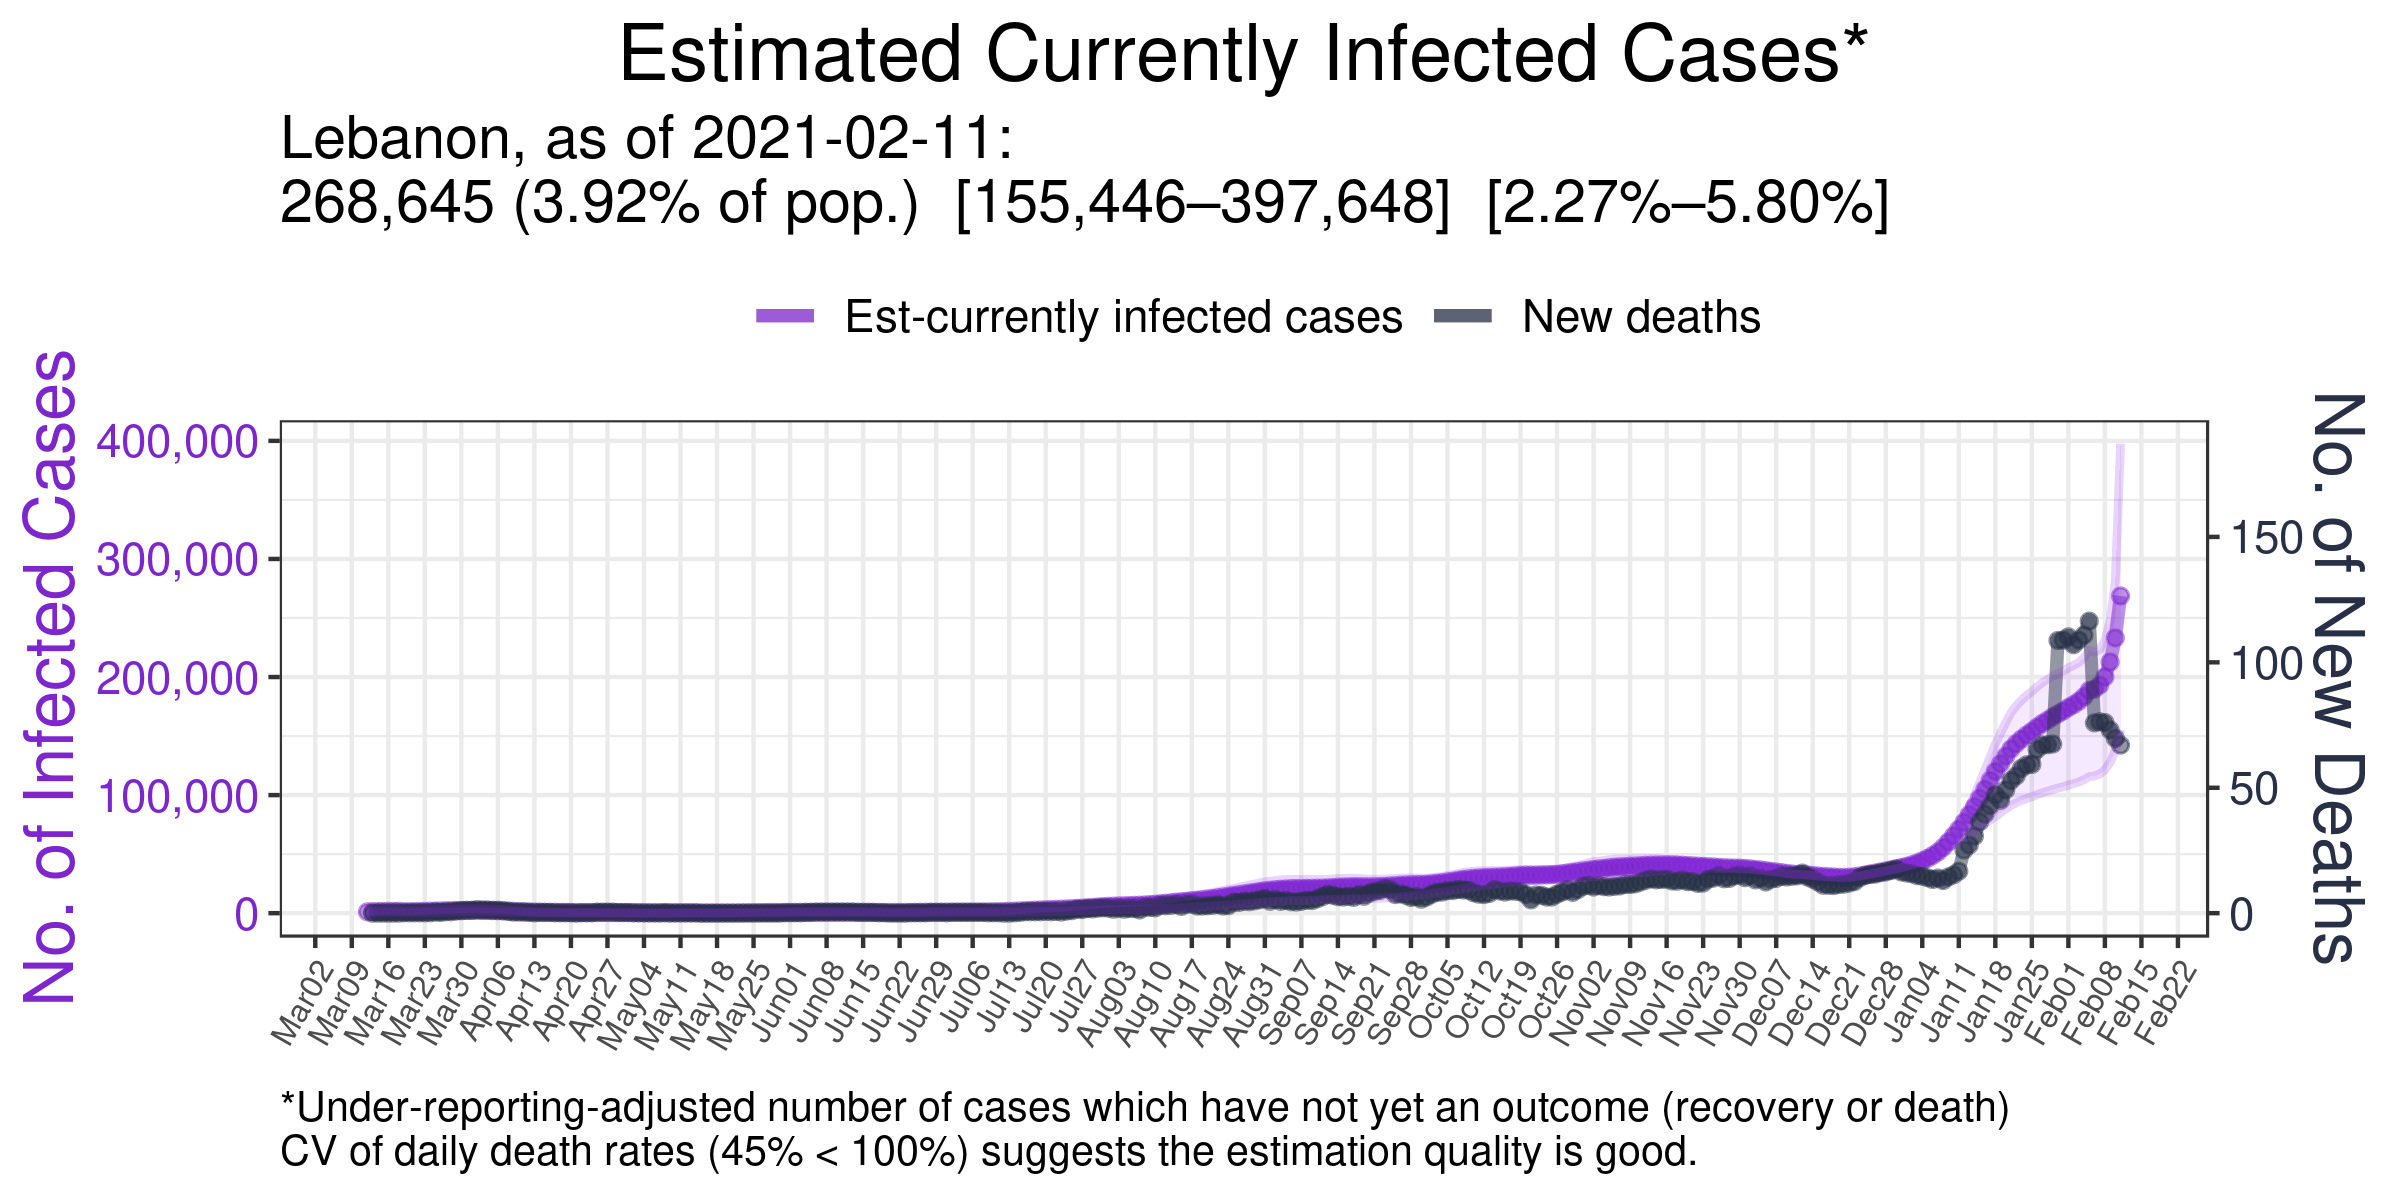 Estimated Currently Infected Cases*
Lebanon, as of 2021-02-11:
268,645 (3.92% of pop.) [155,446–397,648] [2.27%–5.80%]
Est-currently infected cases
New deaths
No. of Infected Cases
400,000
300,000
200,000
100,000
0
No. of New Deaths
150
100
50
0
Mar02
Mar09
Mar16
Mar23
Mar30
Apr06
Apr13
Apr20
Apr27
May04
May11
May18
May25
Jun01
Jun08
Jun15
Jun22
Jun29
Jul06
Jul13
Jul20
Jul27
Aug03
Aug10
Aug17
Aug24
Aug31
Sep07
Sep14
Sep21
Sep28
Oct05
Oct12
Oct19
Oct26
Nov02
Nov09
Nov16
Nov23
Nov30
Dec07
Dec14
Dec21
Dec28
Jan04
Jan11
Jan18
Jan25
Feb01
Feb08
Feb15
Feb22
*Under-reporting-adjusted number of cases which have not yet an outcome (recovery or death)
CV of daily death rates (45% < 100%) suggests the estimation quality is good.